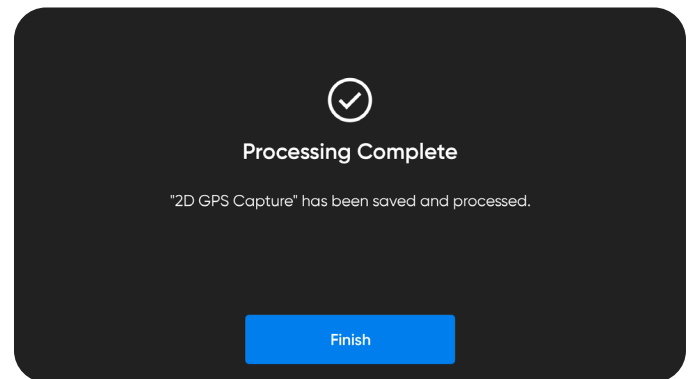 Processing Complete
"2D GPS Capture" has been saved and processed.
Finish